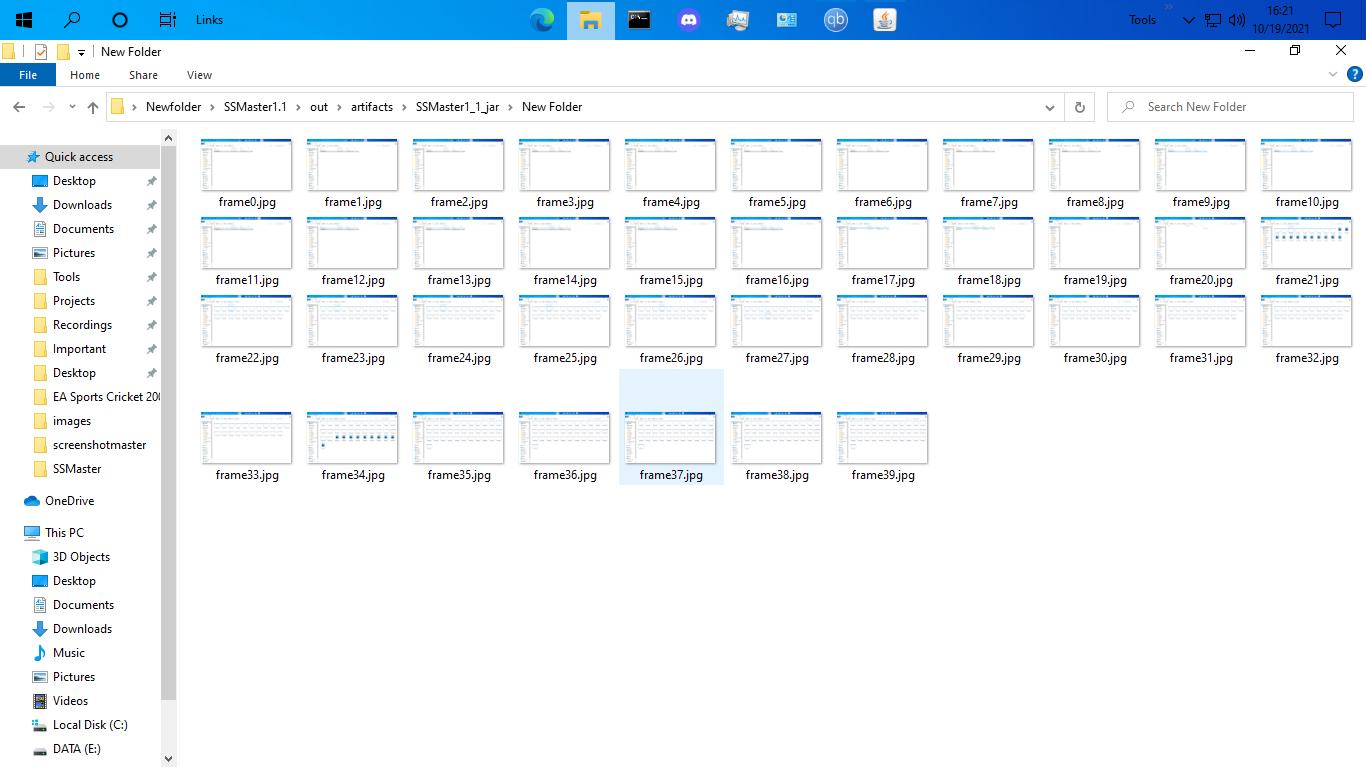 Links
Tools
»
16:21
10/19/2021
New Folder
File Home Share View
Newfolder > SSMaster1.1 > out > artifacts > SSMaster1_1_jar > New Folder
Search New Folder
Quick access
Desktop
Downloads
Documents
Pictures
Tools
Projects
Recordings
Important
Desktop
EA Sports Cricket 200
images
screenshotmaster
SSMaster
OneDrive
This PC
3D Objects
Desktop
Documents
Downloads
Music
Pictures
Videos
Local Disk (C:)
DATA (E:)
frame0.jpg frame1.jpg frame2.jpg frame3.jpg frame4.jpg frame5.jpg frame6.jpg frame7.jpg frame8.jpg frame9.jpg frame10.jpg
frame11.jpg frame12.jpg frame13.jpg frame14.jpg frame15.jpg frame16.jpg frame17.jpg frame18.jpg frame19.jpg frame20.jpg frame21.jpg
frame22.jpg frame23.jpg frame24.jpg frame25.jpg frame26.jpg frame27.jpg frame28.jpg frame29.jpg frame30.jpg frame31.jpg frame32.jpg
frame33.jpg frame34.jpg frame35.jpg frame36.jpg frame37.jpg frame38.jpg frame39.jpg